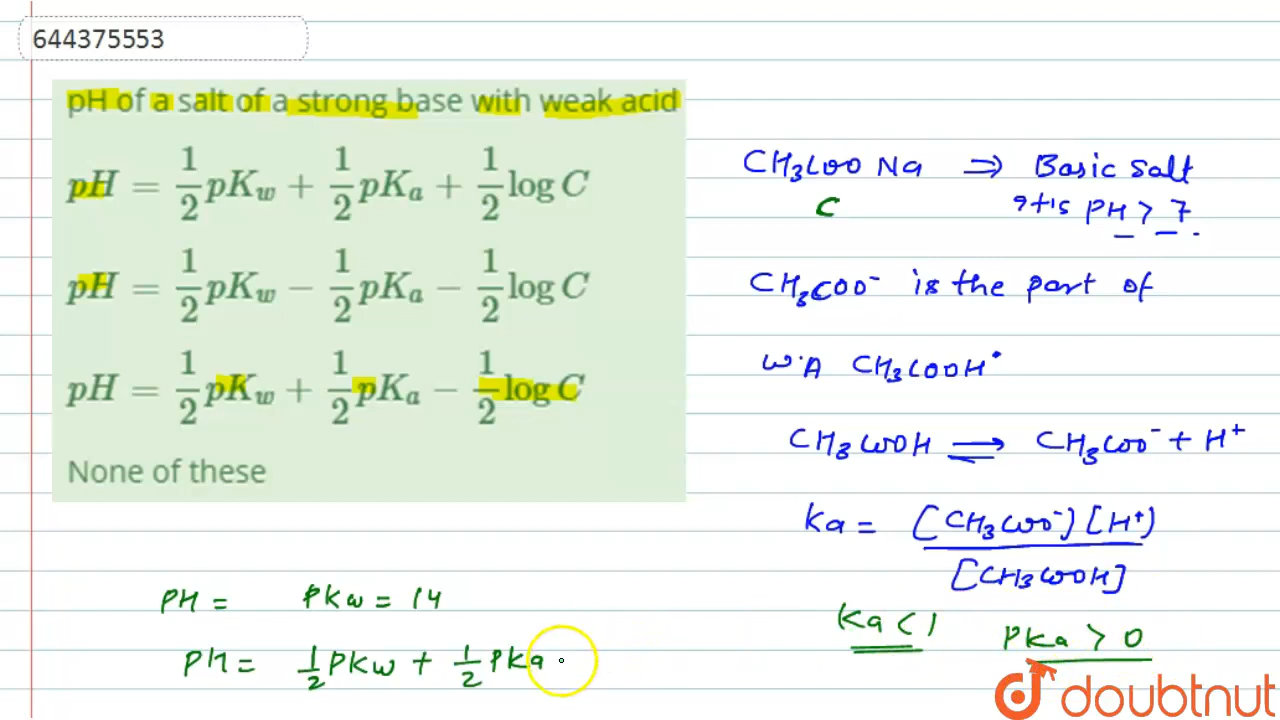 644375553
pH of a salt of a strong base with weak acid
pH = 1/2 pK_w + 1/2 pK_a + 1/2 log C
pH = 1/2 pK_w − 1/2 pK_a − 1/2 log C
pH = 1/2 pK_w + 1/2 pK_a − 1/2 log C
None of these
PH = PKw = 14
PH = 1/2 PKw + 1/2 PKa
CH3COO Na ⇒ Basic Salt
C
9+is PH > 7
CH3COO⁻ is the part of
W.A CH3COOH
CH3COOH ⇌ CH3COO⁻ + H⁺
Ka = [CH3COO⁻] [H⁺]
[CH3COOH]
Ka < 1 PKa > 0
doubtnut